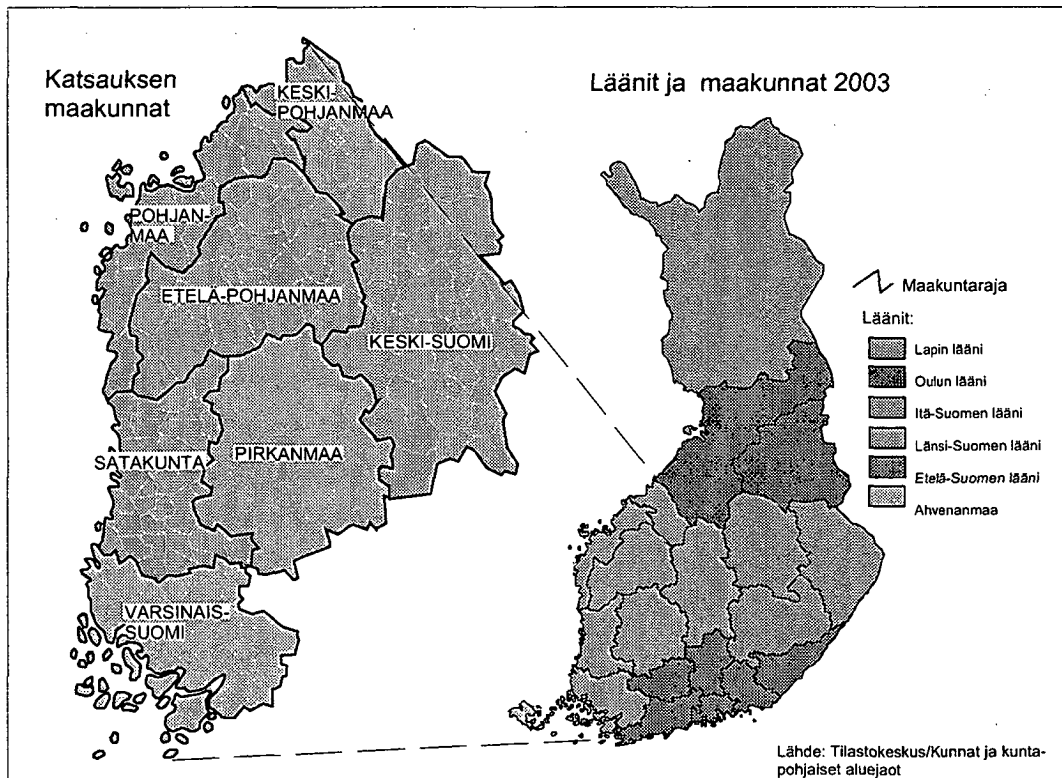 Katsauksen
maakunnat
KESKI-
POHJANMAA
POHJAN-
MAA
ETELÄ-POHJANMAA
KESKI-SUOMI
SATAKUNTA
PIRKANMAA
VARSINAIS-
SUOMI
Läänit ja maakunnat 2003
Maakuntaraja
Läänit:
Lapin lääni
Oulun lääni
Itä-Suomen lääni
Länsi-Suomen lääni
Etelä-Suomen lääni
Ahvenanmaa
Lähde: Tilastokeskus/Kunnat ja kunta-
pohjaiset aluejaot